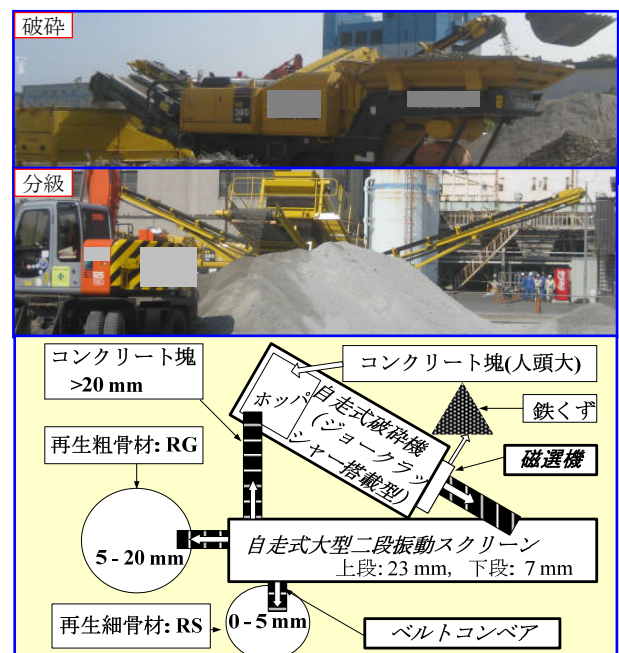 破砕
380
分級
125
コンクリート塊
>20 mm
コンクリート塊(人頭大)
ホッパ
自走式破砕機
(ジョークラッ
シャー搭載型)
鉄くず
再生粗骨材: RG
磁選機
5 - 20 mm
自走式大型二段振動スクリーン
上段: 23 mm, 下段: 7 mm
再生細骨材: RS
0 - 5 mm
ベルトコンベア